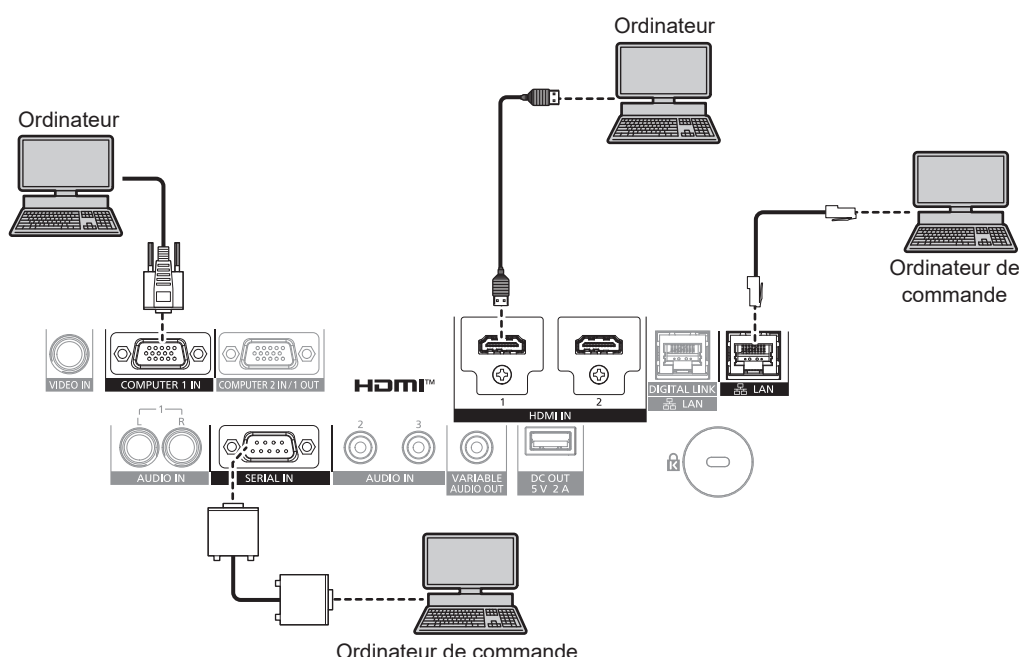 Ordinateur
Ordinateur
Ordinateur de
commande
VIDEO IN
COMPUTER 1 IN
COMPUTER 2 IN/1 OUT
HDMI™
1
2
HDMI IN
DIGITAL LINK
LAN
LAN
1
L
R
AUDIO IN
SERIAL IN
2
3
AUDIO IN
VARIABLE
AUDIO OUT
DC OUT
5 V 2 A
K
Ordinateur de commande